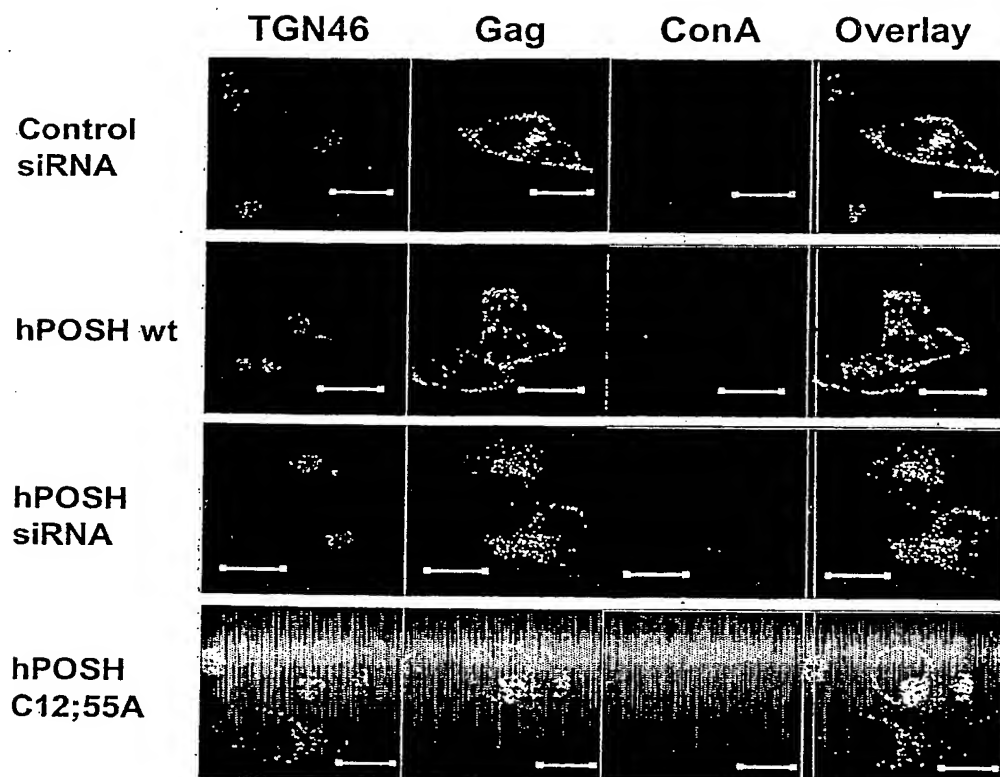 TGN46 Gag ConA Overlay
Control
siRNA
hPOSH wt
hPOSH
siRNA
hPOSH
C12;55A